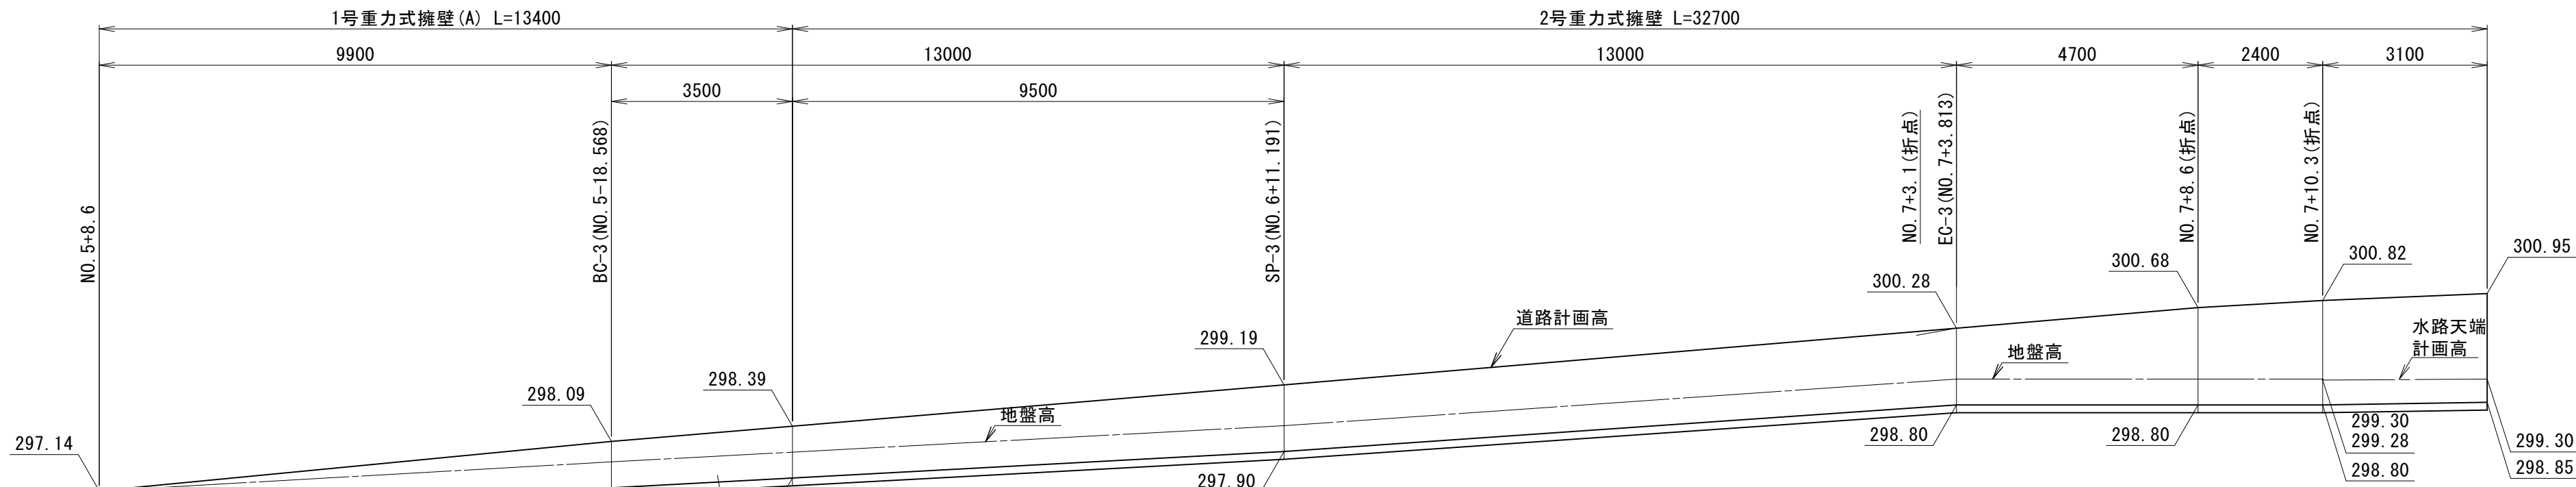 1号重力式擁壁(A) L=13400
2号重力式擁壁 L=32700
9900
13000
13000
4700
2400
3100
3500
9500
NO.5+8.6
BC-3(NO.5-18.568)
SP-3(NO.6+11.191)
NO.7+3.1(折点)
EC-3(NO.7+3.813)
NO.7+8.6(折点)
NO.7+10.3(折点)
297.14
298.09
298.39
299.19
300.28
300.68
300.82
300.95
道路計画高
地盤高
地盤高
水路天端
計画高
297.90
298.80
298.80
299.30
299.28
298.80
299.30
298.85